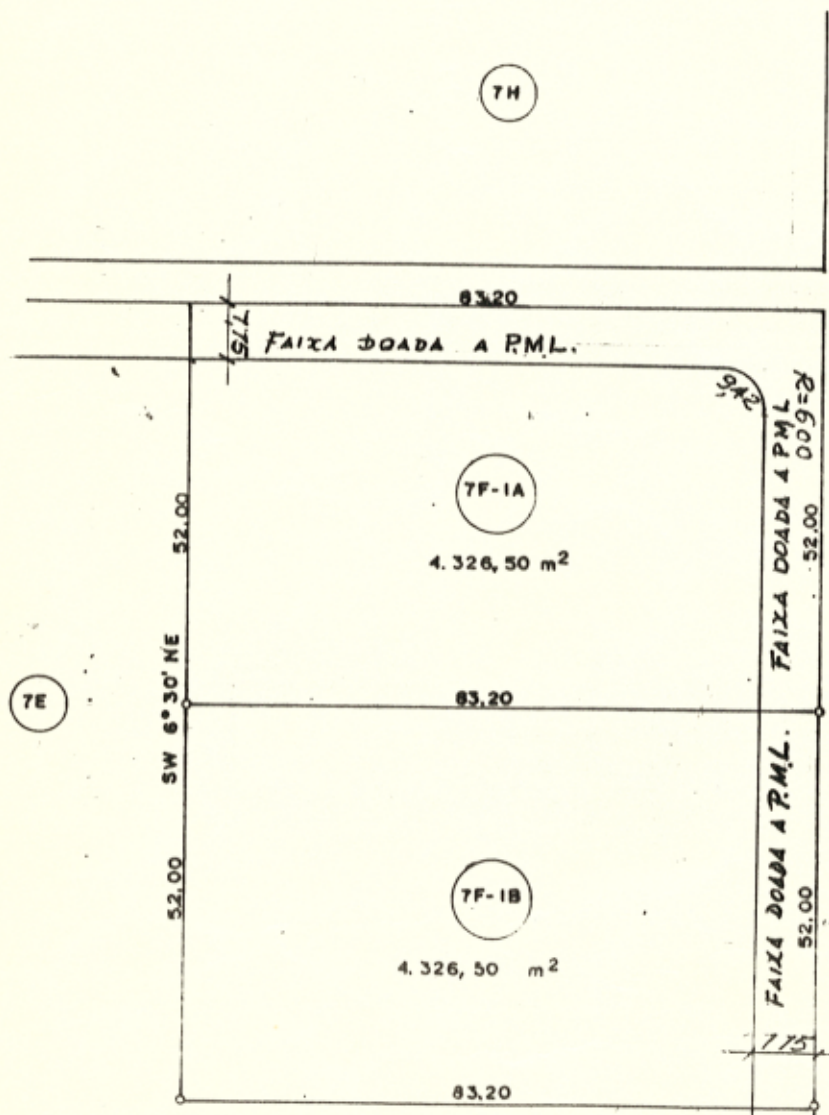 7H
83.20
7,75
FAIXA DOADA A P.M.L.
9,42
R=6.00
FAIXA DOADA A P.M.L
52.00
52.00
7F-1A
4.326,50 m²
SW 6°30' NE
7E
83,20
FAIXA DOADA A P.M.L.
52.00
52.00
7F-1B
4.326,50 m²
7.75
83.20